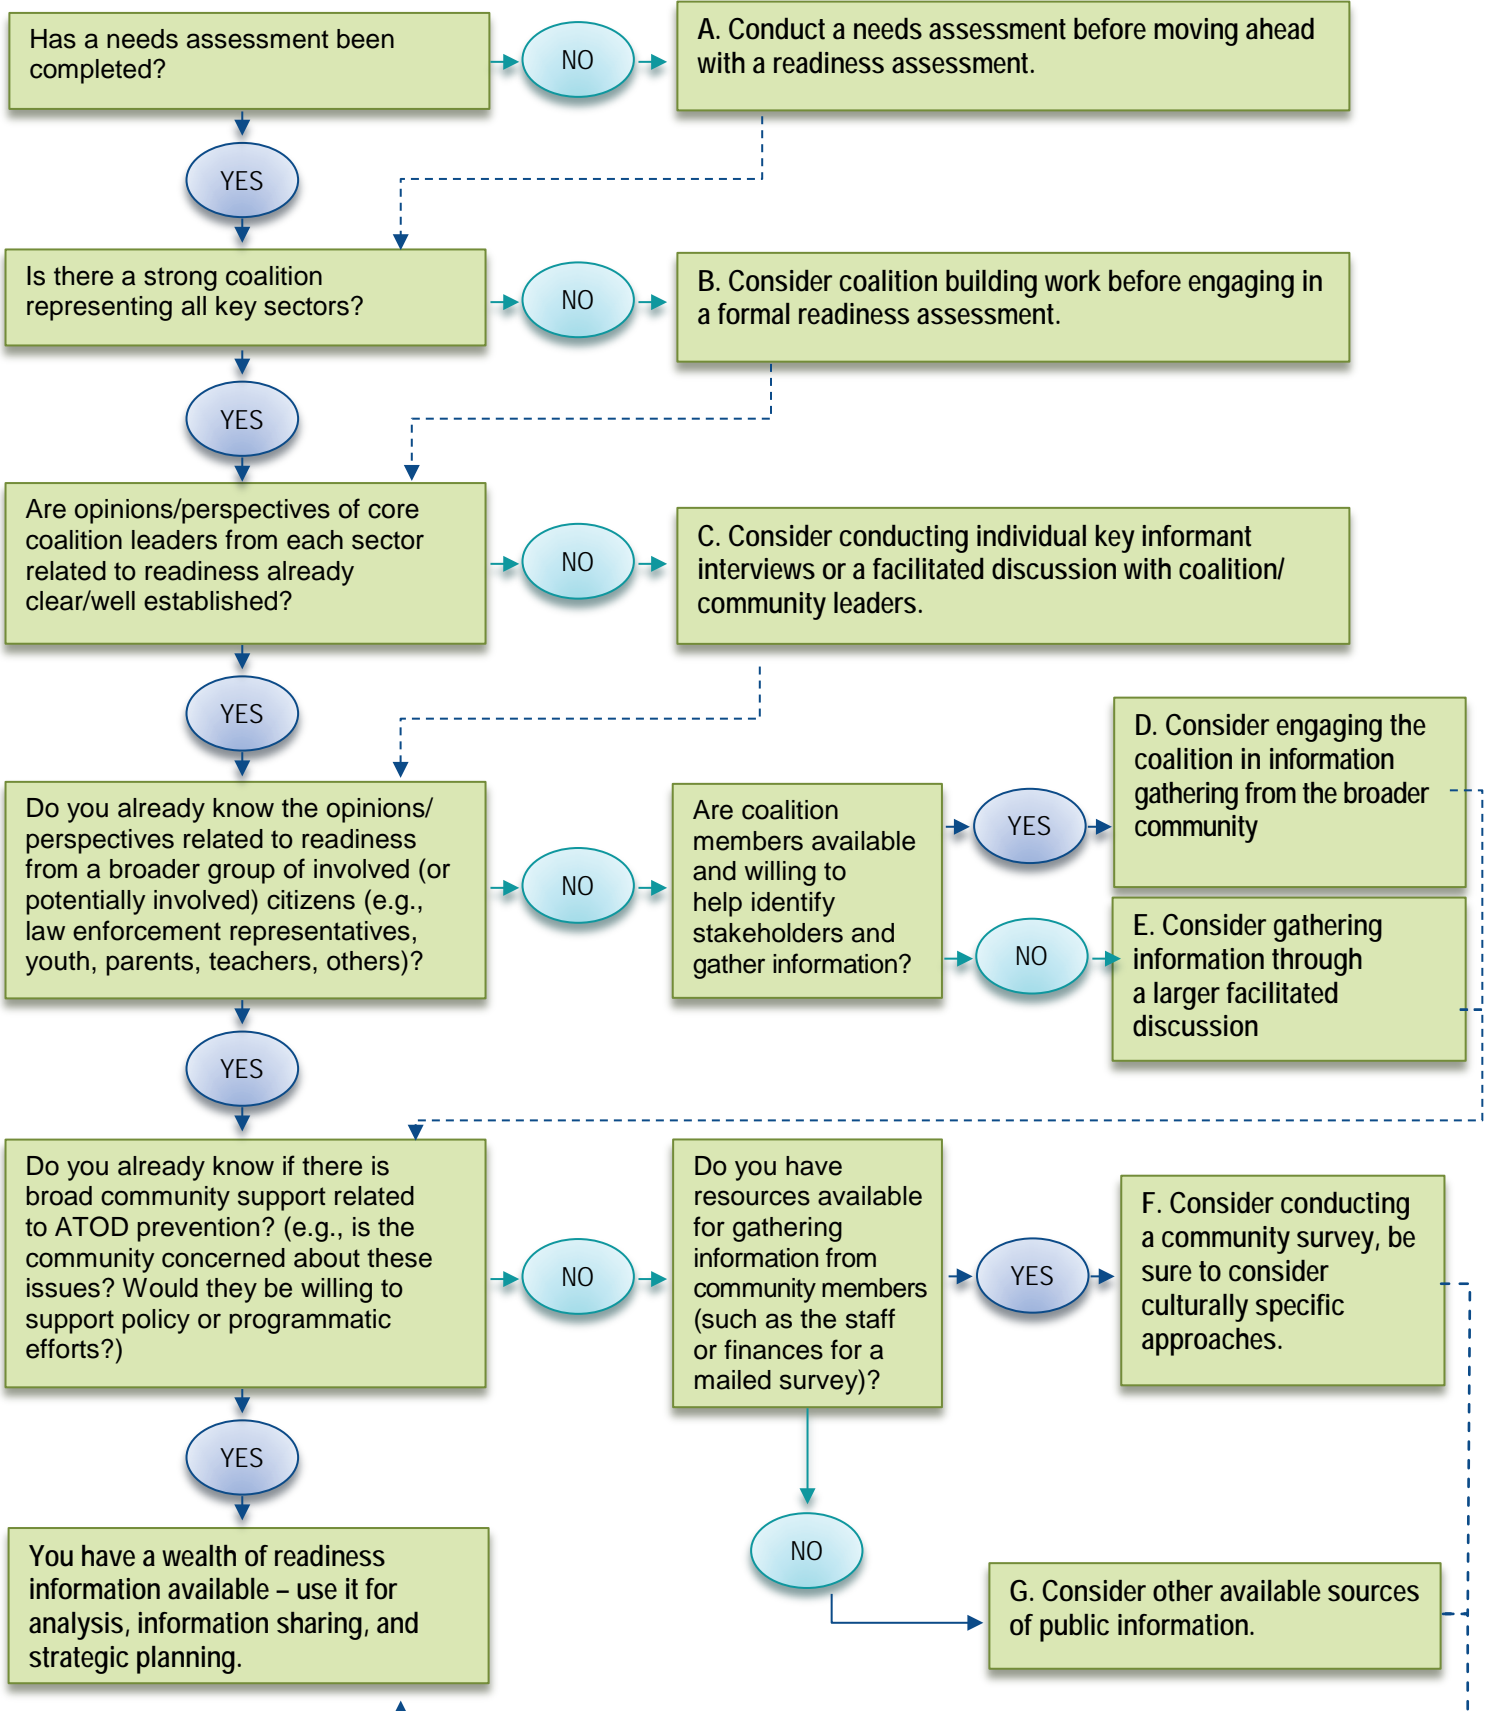 Has a needs assessment been
completed?
NO
A. Conduct a needs assessment before moving ahead
with a readiness assessment.
YES
Is there a strong coalition
representing all key sectors?
NO
B. Consider coalition building work before engaging in
a formal readiness assessment.
YES
Are opinions/perspectives of core
coalition leaders from each sector
related to readiness already
clear/well established?
NO
C. Consider conducting individual key informant
interviews or a facilitated discussion with coalition/
community leaders.
YES
Do you already know the opinions/
perspectives related to readiness
from a broader group of involved (or
potentially involved) citizens (e.g.,
law enforcement representatives,
youth, parents, teachers, others)?
NO
Are coalition
members available
and willing to
help identify
stakeholders and
gather information?
YES
D. Consider engaging the
coalition in information
gathering from the broader
community
NO
E. Consider gathering
information through
a larger facilitated
discussion
YES
Do you already know if there is
broad community support related
to ATOD prevention? (e.g., is the
community concerned about these
issues? Would they be willing to
support policy or programmatic
efforts?)
NO
Do you have
resources available
for gathering
information from
community members
(such as the staff
or finances for a
mailed survey)?
YES
F. Consider conducting
a community survey, be
sure to consider
culturally specific
approaches.
YES
NO
You have a wealth of readiness
information available – use it for
analysis, information sharing, and
strategic planning.
G. Consider other available sources
of public information.